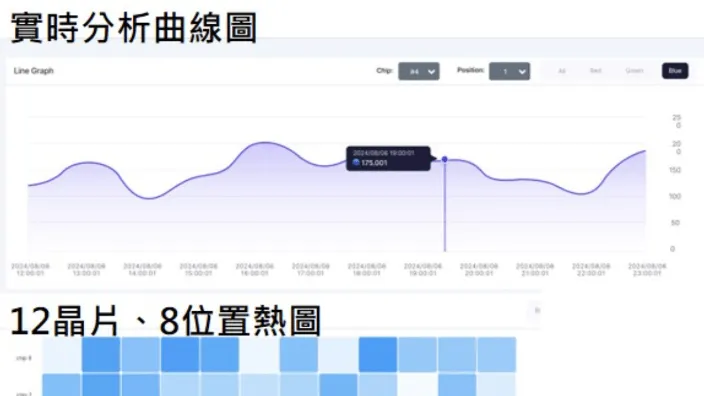 實時分析曲線圖
Line Graph
Chip: #4
Position: 1
All Red Green Blue
25
0
20
0
2024/08/06 19:00:01
175.001
150
100
50
0
2024/08/06 2024/08/06 2024/08/06 2024/08/06 2024/08/06 2024/08/06 2024/08/06 2024/08/06 2024/08/06 2024/08/06 2024/08/06 2024/08/06
12:00:01 13:00:01 14:00:01 15:00:01 16:00:01 17:00:01 18:00:01 19:00:01 20:00:01 21:00:01 22:00:01 23:00:01
12晶片、8位置熱圖